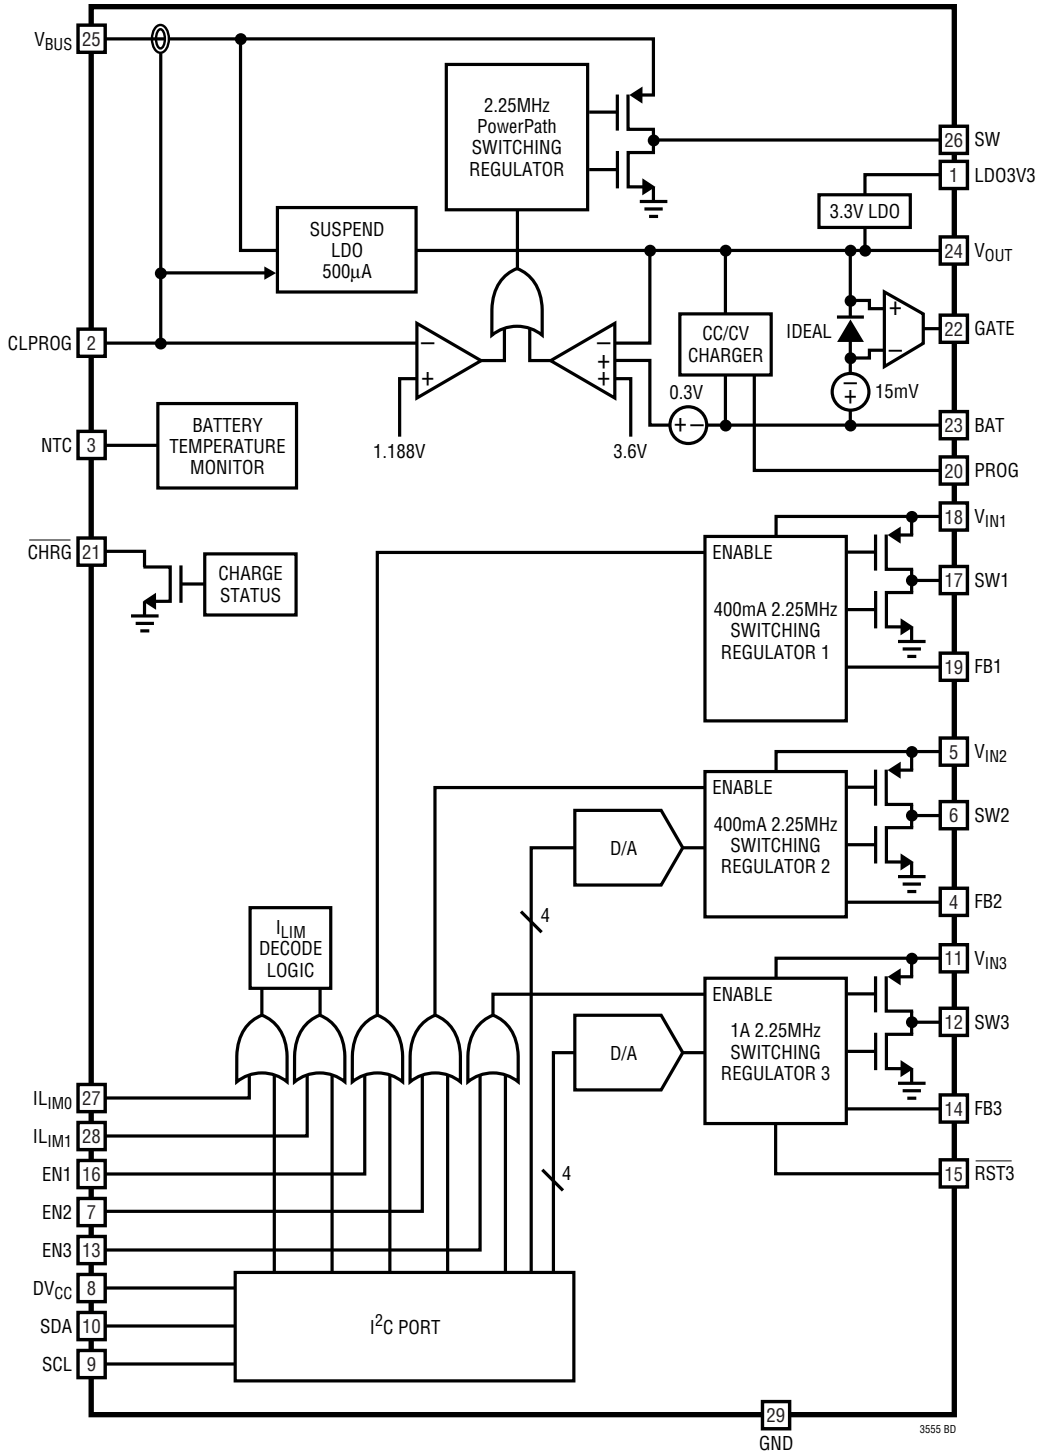 VBUS 25
2.25MHz
PowerPath
SWITCHING
REGULATOR
26 SW
1 LDO3V3
3.3V LDO
SUSPEND
LDO
500µA
24 VOUT
CLPROG 2
−
+
−
+
+
CC/CV
CHARGER
IDEAL
+
−
22 GATE
−
+
15mV
0.3V
+ −
1.188V
3.6V
23 BAT
20 PROG
NTC 3
BATTERY
TEMPERATURE
MONITOR
CHRG 21
CHARGE
STATUS
18 VIN1
ENABLE
400mA 2.25MHz
SWITCHING
REGULATOR 1
17 SW1
19 FB1
5 VIN2
ENABLE
400mA 2.25MHz
SWITCHING
REGULATOR 2
D/A
6 SW2
4 FB2
4
ILIM
DECODE
LOGIC
11 VIN3
ENABLE
1A 2.25MHz
SWITCHING
REGULATOR 3
D/A
12 SW3
14 FB3
4
15 RST3
ILIM0 27
ILIM1 28
EN1 16
EN2 7
EN3 13
DVCC 8
SDA 10
SCL 9
I2C PORT
29
GND
3555 BD